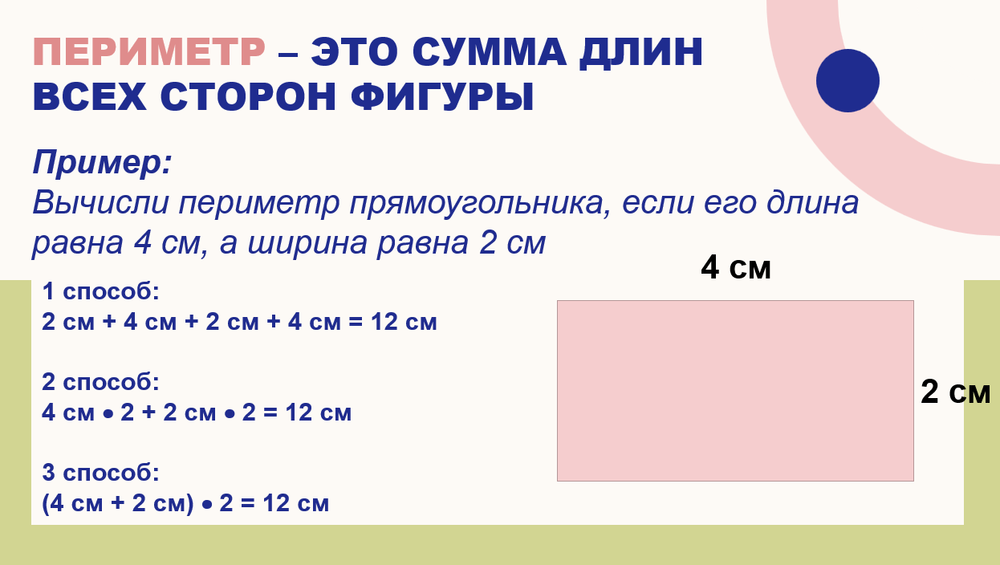 ПЕРИМЕТР – ЭТО СУММА ДЛИН
ВСЕХ СТОРОН ФИГУРЫ
Пример:
Вычисли периметр прямоугольника, если его длина
равна 4 см, а ширина равна 2 см
1 способ:
2 см + 4 см + 2 см + 4 см = 12 см
2 способ:
4 см • 2 + 2 см • 2 = 12 см
3 способ:
(4 см + 2 см) • 2 = 12 см
4 см
2 см